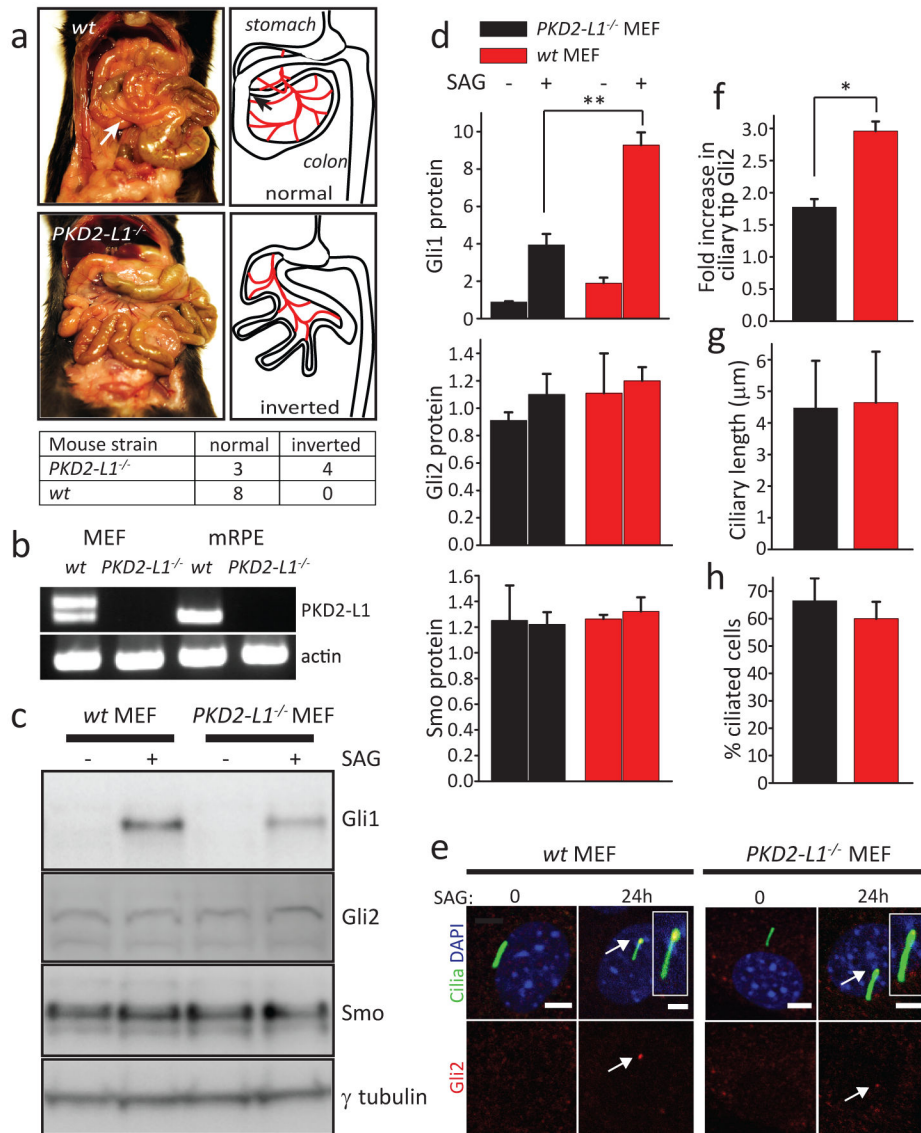 a
wt
stomach
colon
normal
PKD2-L1-/-
inverted
Mouse strain normal inverted
PKD2-L1-/- 3 4
wt 8 0
b
MEF mRPE
wt PKD2-L1-/- wt PKD2-L1-/-
PKD2-L1
actin
c
wt MEF PKD2-L1-/- MEF
- + - + SAG
Gli1
Gli2
Smo
γ tubulin
d
PKD2-L1-/- MEF
wt MEF
SAG - + - +
**
Gli1 protein
10
8
6
4
2
0
Gli2 protein
1.4
1.2
1.0
0.8
0.6
0.4
0.2
0.0
Smo protein
1.6
1.4
1.2
1.0
0.8
0.6
0.4
0.2
0.0
f
*
Fold increase in
ciliary tip Gli2
3.0
2.5
2.0
1.5
1.0
0.5
0.0
g
Ciliary length (μm)
6
5
4
3
2
1
0
h
% ciliated cells
70
60
50
40
30
20
10
0
e
wt MEF PKD2-L1-/- MEF
SAG: 0 24h 0 24h
Cilia DAPI
Gli2